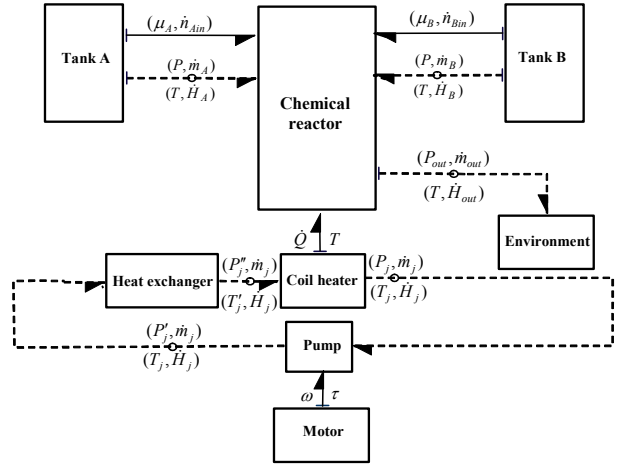 (μ_A, ṅ_Ain)
(μ_B, ṅ_Bin)
Tank A
Tank B
(P, ṁ_A)
(T, Ḣ_A)
(P, ṁ_B)
(T, Ḣ_B)
Chemical
reactor
(P_out, ṁ_out)
(T, Ḣ_out)
Environment
Q̇ T
Heat exchanger
(P″_j, ṁ_j)
(T′_j, Ḣ_j)
Coil heater
(P_j, ṁ_j)
(T_j, Ḣ_j)
(P′_j, ṁ_j)
(T_j, Ḣ_j)
Pump
ω τ
Motor